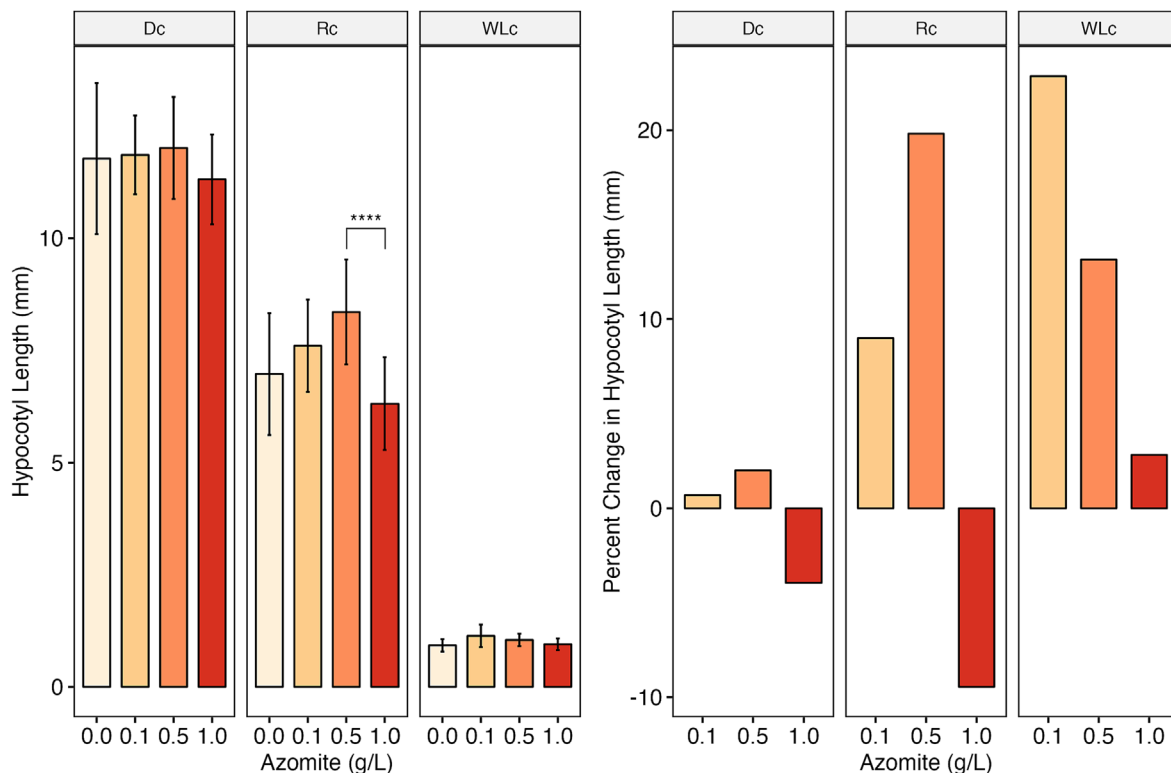 Dc Rc WLc
Hypocotyl Length (mm)
10
5
0
****
0.0 0.1 0.5 1.0 0.0 0.1 0.5 1.0 0.0 0.1 0.5 1.0
Azomite (g/L)
Dc Rc WLc
Percent Change in Hypocotyl Length (mm)
20
10
0
-10
0.1 0.5 1.0 0.1 0.5 1.0 0.1 0.5 1.0
Azomite (g/L)